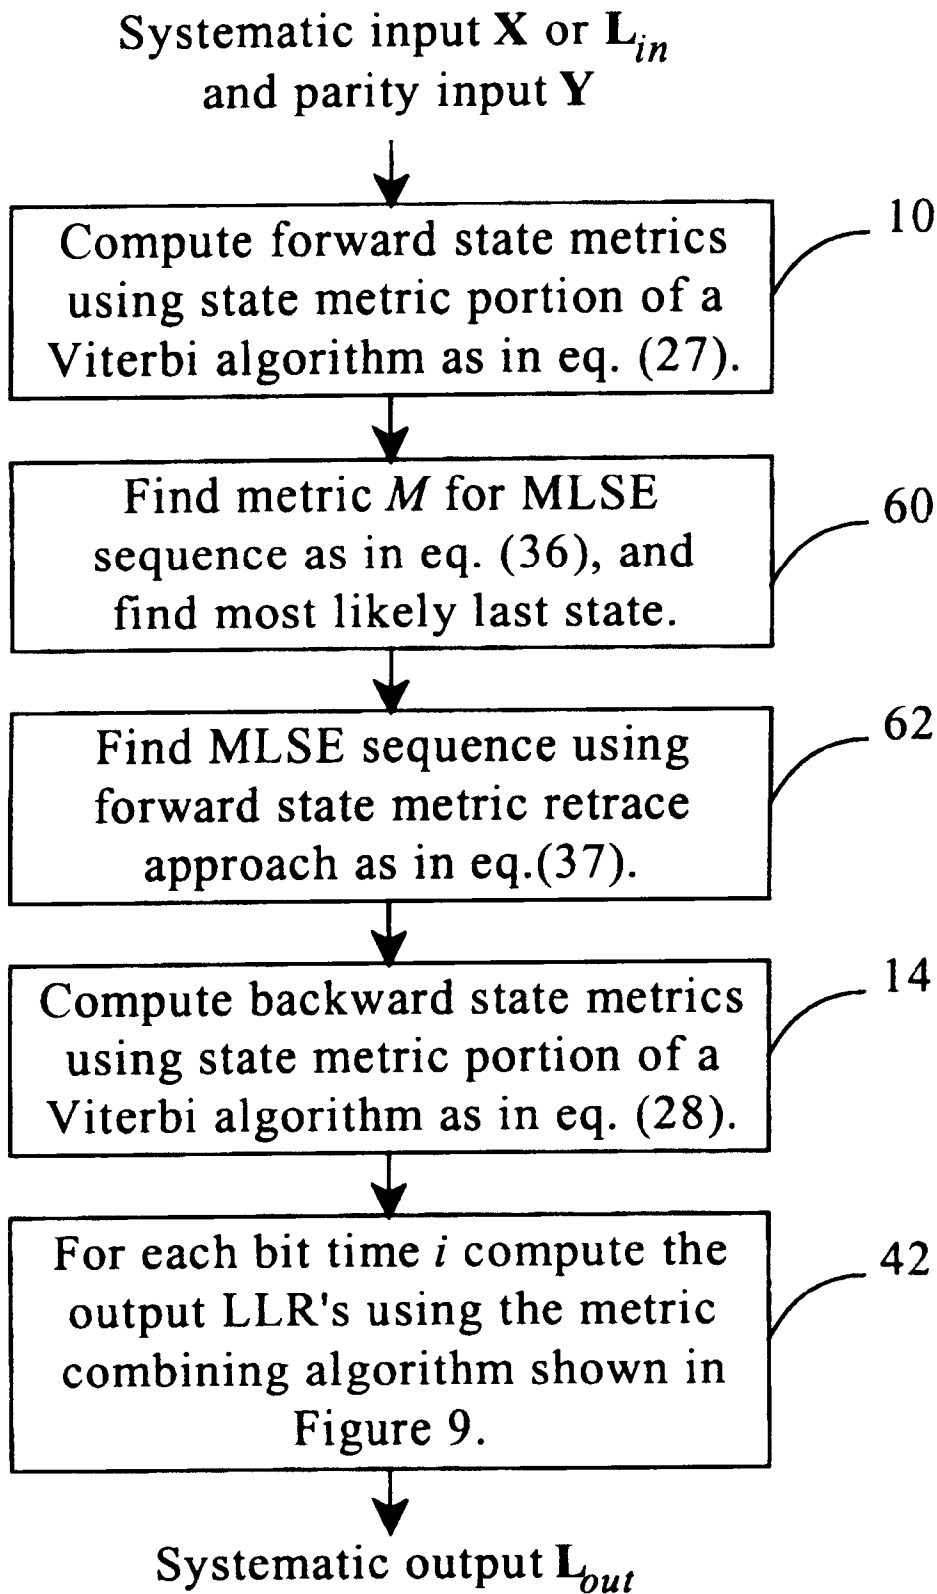 Systematic input X or L_in
and parity input Y
10
Compute forward state metrics
using state metric portion of a
Viterbi algorithm as in eq. (27).
60
Find metric M for MLSE
sequence as in eq. (36), and
find most likely last state.
62
Find MLSE sequence using
forward state metric retrace
approach as in eq.(37).
14
Compute backward state metrics
using state metric portion of a
Viterbi algorithm as in eq. (28).
42
For each bit time i compute the
output LLR's using the metric
combining algorithm shown in
Figure 9.
Systematic output L_out